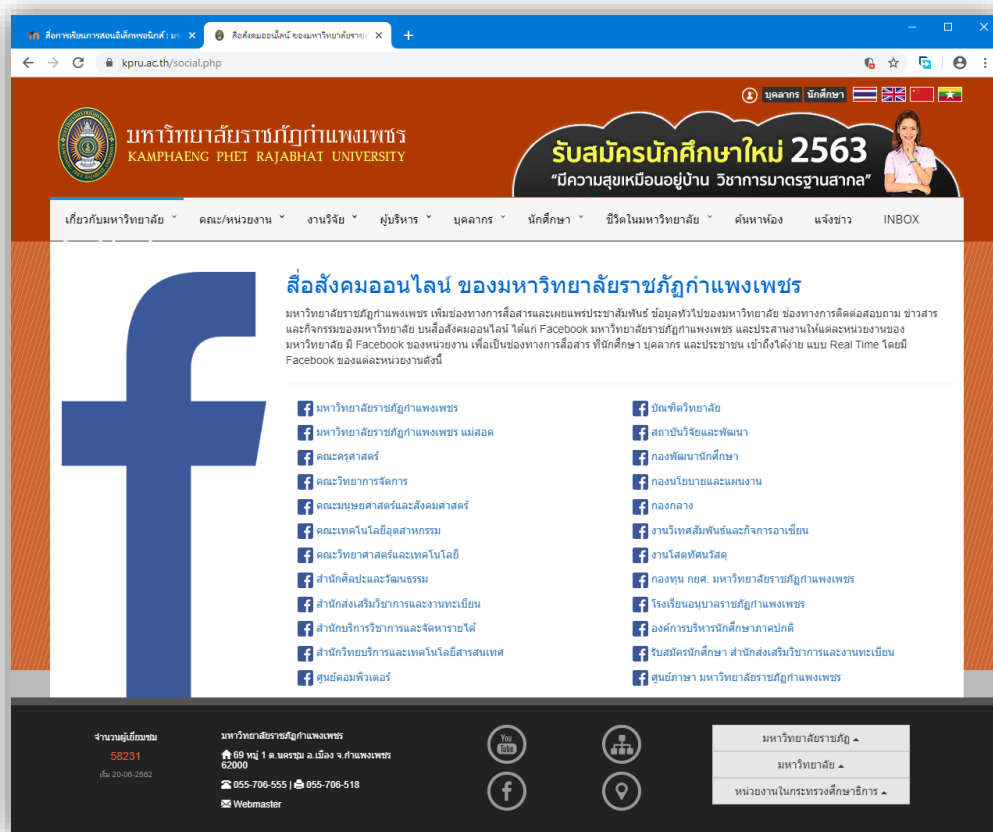 สื่อการเรียนการสอนอิเล็กทรอนิกส์ : มร
สื่อสังคมออนไลน์ ของมหาวิทยาลัยราช
kpru.ac.th/social.php
บุคลากร นักศึกษา
มหาวิทยาลัยราชภัฏกำแพงเพชร
KAMPHAENG PHET RAJABHAT UNIVERSITY
รับสมัครนักศึกษาใหม่ 2563
“มีความสุขเหมือนอยู่บ้าน วิชาการมาตรฐานสากล”
เกี่ยวกับมหาวิทยาลัย คณะ/หน่วยงาน งานวิจัย ผู้บริหาร บุคลากร นักศึกษา ชีวิตในมหาวิทยาลัย ค้นหาห้อง แจ้งข่าว INBOX
สื่อสังคมออนไลน์ ของมหาวิทยาลัยราชภัฏกำแพงเพชร
มหาวิทยาลัยราชภัฏกำแพงเพชร เพิ่มช่องทางการสื่อสารและเผยแพร่ประชาสัมพันธ์ ข้อมูลทั่วไปของมหาวิทยาลัย ช่องทางการติดต่อสอบถาม ข่าวสาร
และกิจกรรมของมหาวิทยาลัย บนสื่อสังคมออนไลน์ ได้แก่ Facebook มหาวิทยาลัยราชภัฏกำแพงเพชร และประสานงานให้แต่ละหน่วยงานของ
มหาวิทยาลัย มี Facebook ของหน่วยงาน เพื่อเป็นช่องทางการสื่อสาร ที่นักศึกษา บุคลากร และประชาชน เข้าถึงได้ง่าย แบบ Real Time โดยมี
Facebook ของแต่ละหน่วยงานดังนี้
มหาวิทยาลัยราชภัฏกำแพงเพชร
มหาวิทยาลัยราชภัฏกำแพงเพชร แม่สอด
คณะครุศาสตร์
คณะวิทยาการจัดการ
คณะมนุษยศาสตร์และสังคมศาสตร์
คณะเทคโนโลยีอุตสาหกรรม
คณะวิทยาศาสตร์และเทคโนโลยี
สำนักศิลปะและวัฒนธรรม
สำนักส่งเสริมวิชาการและงานทะเบียน
สำนักบริการวิชาการและจัดหารายได้
สำนักวิทยบริการและเทคโนโลยีสารสนเทศ
ศูนย์คอมพิวเตอร์
บัณฑิตวิทยาลัย
สถาบันวิจัยและพัฒนา
กองพัฒนานักศึกษา
กองนโยบายและแผนงาน
กองกลาง
งานวิเทศสัมพันธ์และกิจการอาเซียน
งานโสตทัศนวัสดุ
กองทุน กยศ. มหาวิทยาลัยราชภัฏกำแพงเพชร
โรงเรียนอนุบาลราชภัฏกำแพงเพชร
องค์การบริหารนักศึกษาภาคปกติ
รับสมัครนักศึกษา สำนักส่งเสริมวิชาการและงานทะเบียน
ศูนย์ภาษา มหาวิทยาลัยราชภัฏกำแพงเพชร
จำนวนผู้เยี่ยมชม
58231
เริ่ม 20-06-2562
มหาวิทยาลัยราชภัฏกำแพงเพชร
69 หมู่ 1 ต.นครชุม อ.เมือง จ.กำแพงเพชร
62000
055-706-555 | 055-706-518
Webmaster
You
Tube
มหาวิทยาลัยราชภัฏ
มหาวิทยาลัย
หน่วยงานในกระทรวงศึกษาธิการ